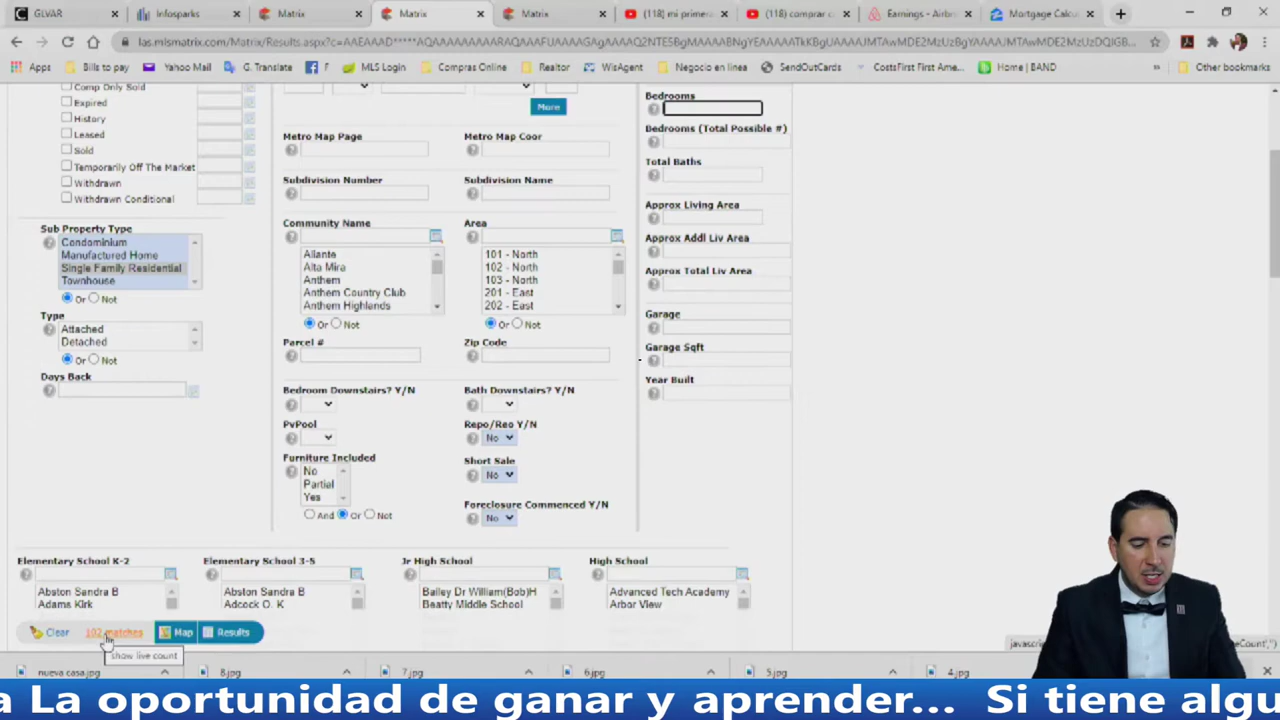 GLVAR
Infosparks
Matrix
Matrix
Matrix
(118) mi primera
(118) comprar c
Earnings - Airb
Mortgage Calcu
las.mlsmatrix.com/Matrix/Results.aspx?c=
Apps
Bills to pay
Yahoo Mail
G. Translate
F
MLS Login
Compras Online
Realtor
WisAgent
Negocio en linea
SendOutCards
CostsFirst First Ame...
Home | BAND
»
Other bookmarks
Comp Only Sold
Expired
History
Leased
Sold
Temporarily Off The Market
Withdrawn
Withdrawn Conditional
Sub Property Type
Condominium
Manufactured Home
Single Family Residential
Townhouse
Or Not
Type
Attached
Detached
Or Not
Days Back
More
Metro Map Page
Metro Map Coor
Subdivision Number
Subdivision Name
Community Name
Area
Aliante
Alta Mira
Anthem
Anthem Country Club
Anthem Highlands
Or Not
101 - North
102 - North
103 - North
201 - East
202 - East
Or Not
Parcel #
Zip Code
Bedroom Downstairs? Y/N
Bath Downstairs? Y/N
PvPool
Repo/Reo Y/N
No
Furniture Included
No
Partial
Yes
And Or Not
Short Sale
No
Foreclosure Commenced Y/N
No
Bedrooms
Bedrooms (Total Possible #)
Total Baths
Approx Living Area
Approx Addl Liv Area
Approx Total Liv Area
Garage
Garage Sqft
Year Built
Elementary School K-2
Elementary School 3-5
Jr High School
High School
Abston Sandra B
Adams Kirk
Abston Sandra B
Adcock O. K
Bailey Dr William(Bob)H
Beatty Middle School
Advanced Tech Academy
Arbor View
Clear
102 matches
Map
Results
show live count
nueva casa.jpg
8.jpg
7.jpg
6.jpg
5.jpg
4.jpg
a La oportunidad de ganar y aprender... Si tiene algu